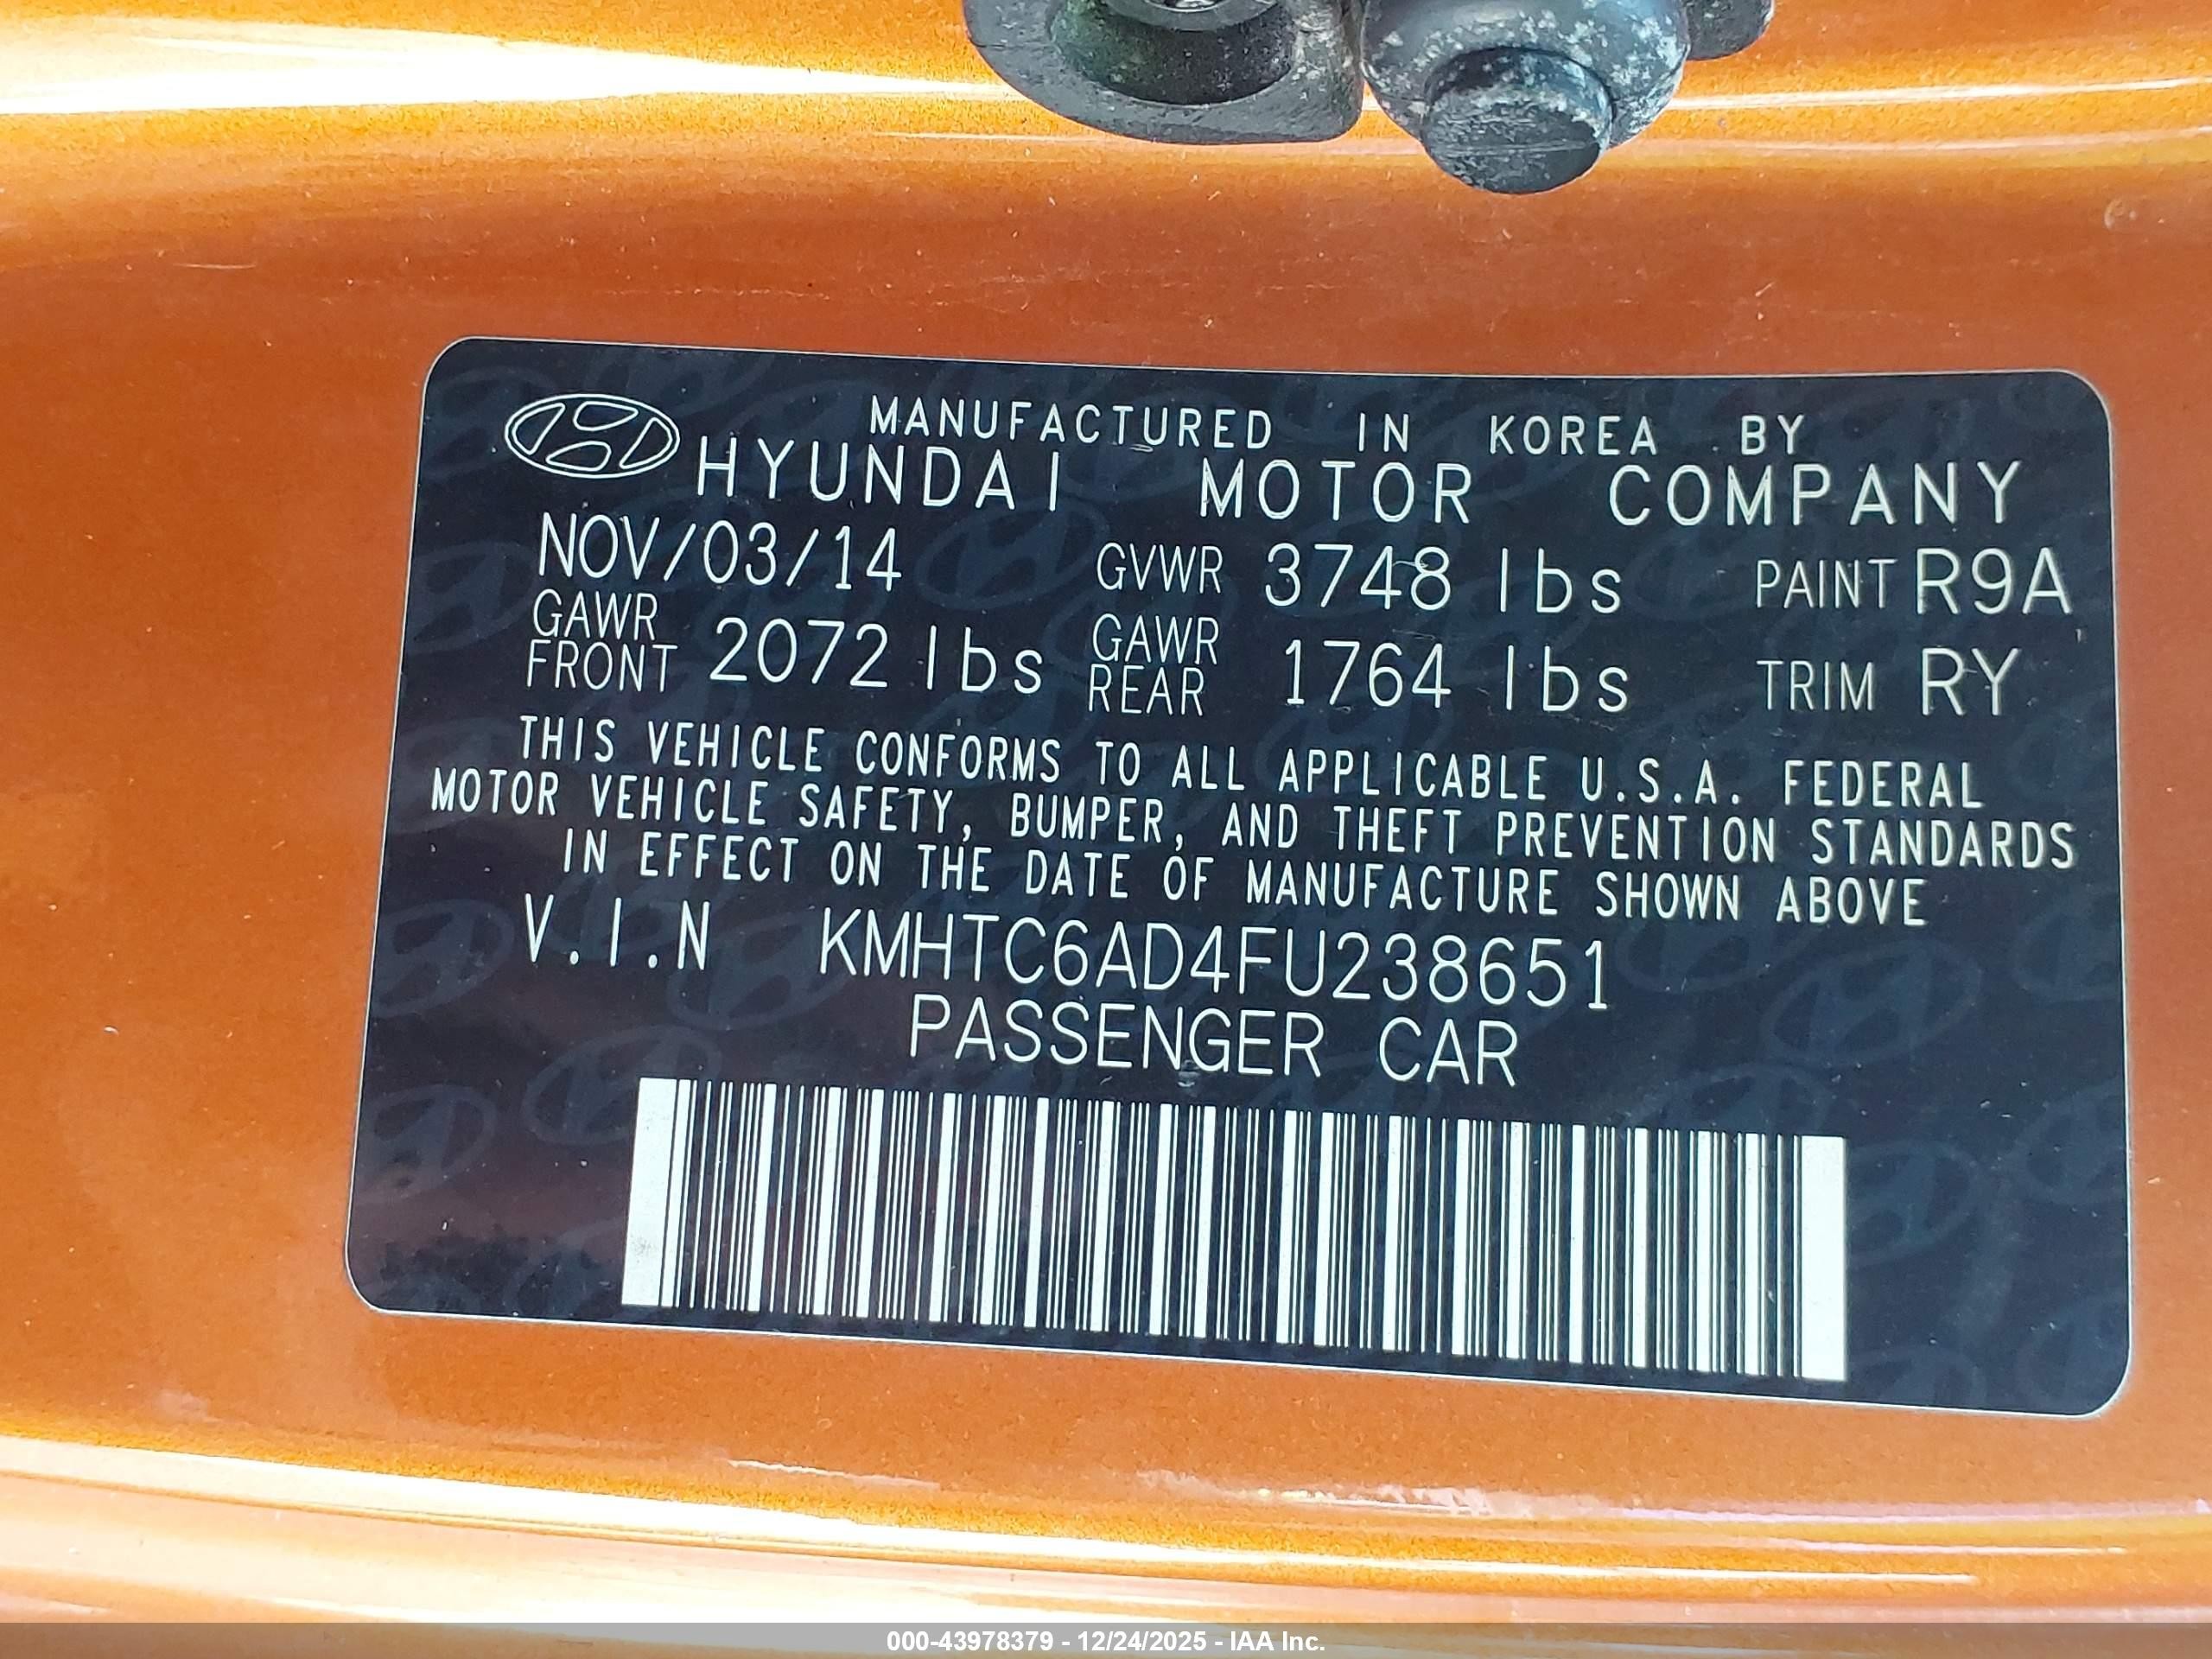 MANUFACTURED IN KOREA BY
HYUNDAI MOTOR COMPANY
NOV/03/14 GVWR 3748 lbs PAINT R9A
GAWR FRONT 2072 lbs GAWR REAR 1764 lbs TRIM RY
THIS VEHICLE CONFORMS TO ALL APPLICABLE U.S.A. FEDERAL
MOTOR VEHICLE SAFETY, BUMPER, AND THEFT PREVENTION STANDARDS
IN EFFECT ON THE DATE OF MANUFACTURE SHOWN ABOVE
V.I.N KMHTC6AD4FU238651
PASSENGER CAR
000-43978379 - 12/24/2025 - IAA Inc.